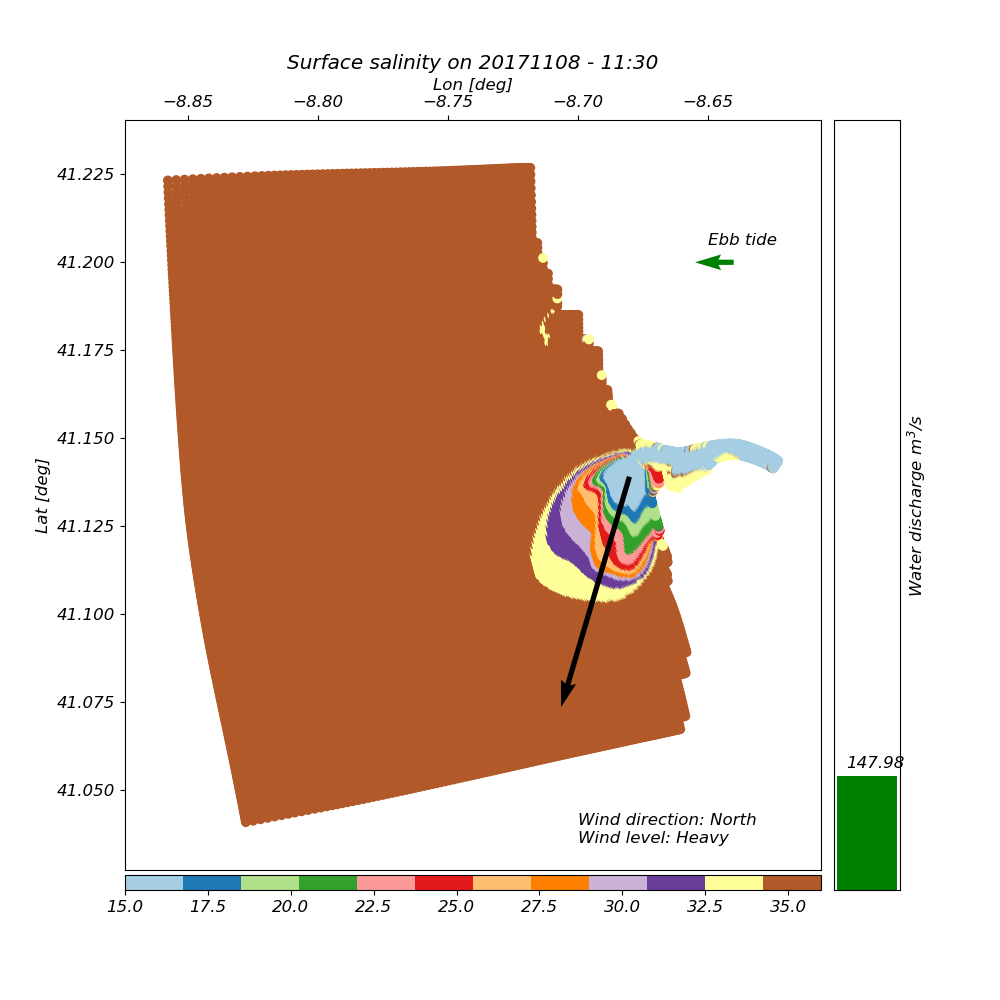 Surface salinity on 20171108 - 11:30
Lon [deg]
−8.85 −8.80 −8.75 −8.70 −8.65
41.225
41.200
41.175
41.150
41.125
41.100
41.075
41.050
Lat [deg]
Ebb tide
Wind direction: North
Wind level: Heavy
Water discharge m³/s
147.98
15.0 17.5 20.0 22.5 25.0 27.5 30.0 32.5 35.0